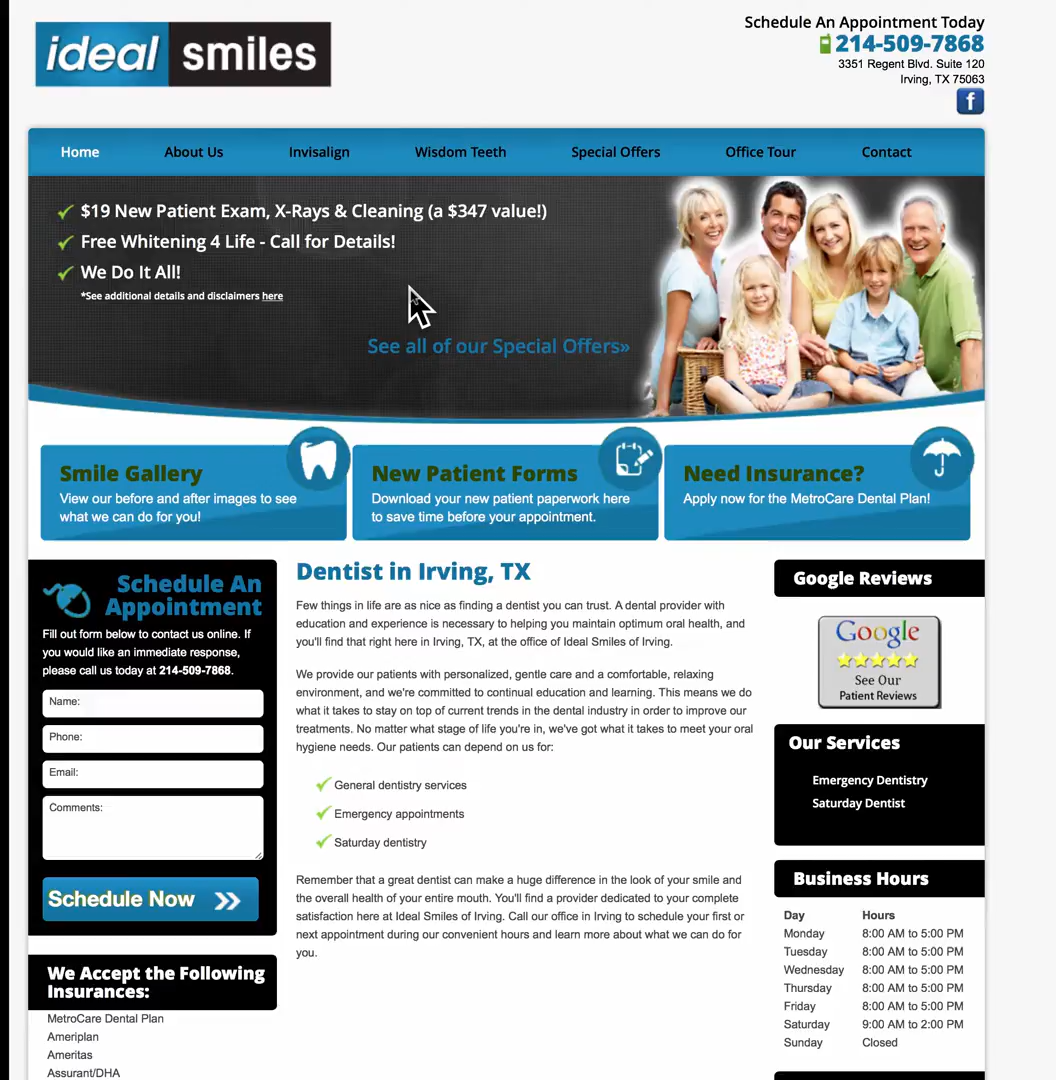 ideal smiles
Schedule An Appointment Today
214-509-7868
3351 Regent Blvd. Suite 120
Irving, TX 75063
f
Home
About Us
Invisalign
Wisdom Teeth
Special Offers
Office Tour
Contact
$19 New Patient Exam, X-Rays & Cleaning (a $347 value!)
Free Whitening 4 Life - Call for Details!
We Do It All!
*See additional details and disclaimers here
See all of our Special Offers»
Smile Gallery
View our before and after images to see
what we can do for you!
New Patient Forms
Download your new patient paperwork here
to save time before your appointment.
Need Insurance?
Apply now for the MetroCare Dental Plan!
Schedule An
Appointment
Fill out form below to contact us online. If
you would like an immediate response,
please call us today at 214-509-7868.
Name:
Phone:
Email:
Comments:
Schedule Now
We Accept the Following
Insurances:
MetroCare Dental Plan
Ameriplan
Ameritas
Assurant/DHA
Dentist in Irving, TX
Few things in life are as nice as finding a dentist you can trust. A dental provider with
education and experience is necessary to helping you maintain optimum oral health, and
you'll find that right here in Irving, TX, at the office of Ideal Smiles of Irving.
We provide our patients with personalized, gentle care and a comfortable, relaxing
environment, and we're committed to continual education and learning. This means we do
what it takes to stay on top of current trends in the dental industry in order to improve our
treatments. No matter what stage of life you're in, we've got what it takes to meet your oral
hygiene needs. Our patients can depend on us for:
General dentistry services
Emergency appointments
Saturday dentistry
Remember that a great dentist can make a huge difference in the look of your smile and
the overall health of your entire mouth. You'll find a provider dedicated to your complete
satisfaction here at Ideal Smiles of Irving. Call our office in Irving to schedule your first or
next appointment during our convenient hours and learn more about what we can do for
you.
Google Reviews
Google
See Our
Patient Reviews
Our Services
Emergency Dentistry
Saturday Dentist
Business Hours
Day Hours
Monday 8:00 AM to 5:00 PM
Tuesday 8:00 AM to 5:00 PM
Wednesday 8:00 AM to 5:00 PM
Thursday 8:00 AM to 5:00 PM
Friday 8:00 AM to 5:00 PM
Saturday 9:00 AM to 2:00 PM
Sunday Closed